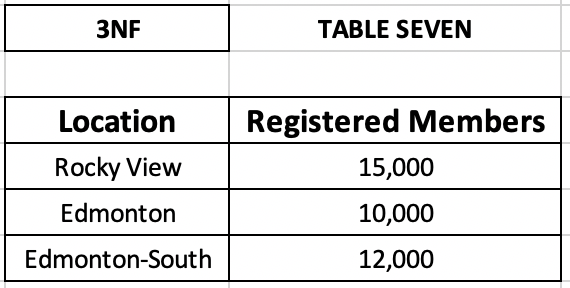 3NF TABLE SEVEN
Location Registered Members
Rocky View 15,000
Edmonton 10,000
Edmonton-South 12,000